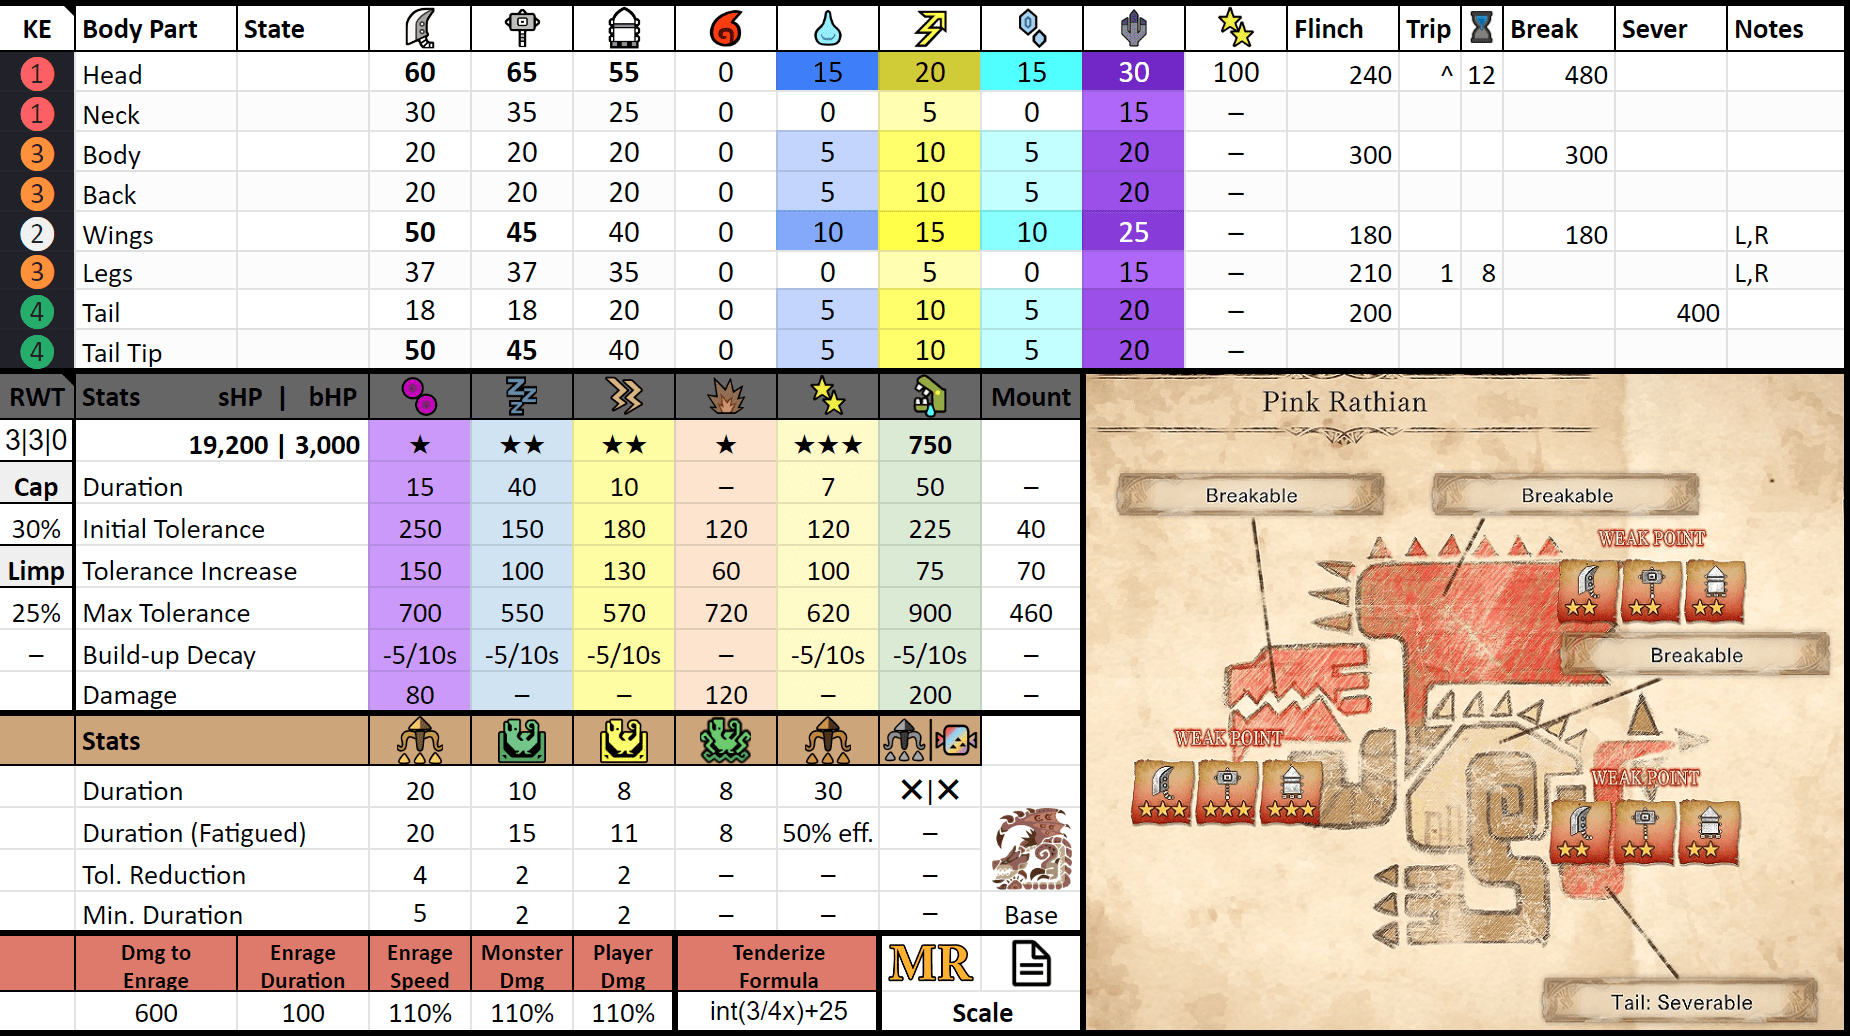 KE Body Part State Flinch Trip Break Sever Notes
1 Head 60 65 55 0 15 20 15 30 100 240 ^ 12 480
1 Neck 30 35 25 0 0 5 0 15 –
3 Body 20 20 20 0 5 10 5 20 – 300 300
3 Back 20 20 20 0 5 10 5 20 –
2 Wings 50 45 40 0 10 15 10 25 – 180 180 L,R
3 Legs 37 37 35 0 0 5 0 15 – 210 1 8 L,R
4 Tail 18 18 20 0 5 10 5 20 – 200 400
4 Tail Tip 50 45 40 0 5 10 5 20 –
RWT Stats sHP | bHP Mount
3|3|0 19,200 | 3,000 ★ ★★ ★★ ★ ★★★ 750
Cap Duration 15 40 10 – 7 50 –
30% Initial Tolerance 250 150 180 120 120 225 40
Limp Tolerance Increase 150 100 130 60 100 75 70
25% Max Tolerance 700 550 570 720 620 900 460
– Build-up Decay -5/10s -5/10s -5/10s – -5/10s -5/10s –
Damage 80 – – 120 – 200 –
Stats
Duration 20 10 8 8 30 ✕|✕
Duration (Fatigued) 20 15 11 8 50% eff. –
Tol. Reduction 4 2 2 – – –
Min. Duration 5 2 2 – – – Base
Dmg to Enrage Enrage Speed Monster Player Tenderize MR
Enrage Duration Dmg Dmg Formula
600 100 110% 110% 110% int(3/4x)+25 Scale
Pink Rathian
Breakable
Breakable
WEAK POINT
Breakable
WEAK POINT
WEAK POINT
Tail: Severable